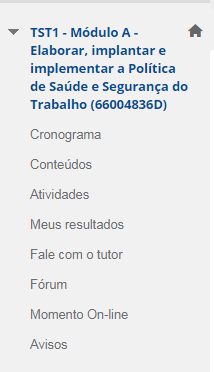 TST1 - Módulo A -
Elaborar, implantar e
implementar a Política
de Saúde e Segurança do
Trabalho (66004836D)
Cronograma
Conteúdos
Atividades
Meus resultados
Fale com o tutor
Fórum
Momento On-line
Avisos